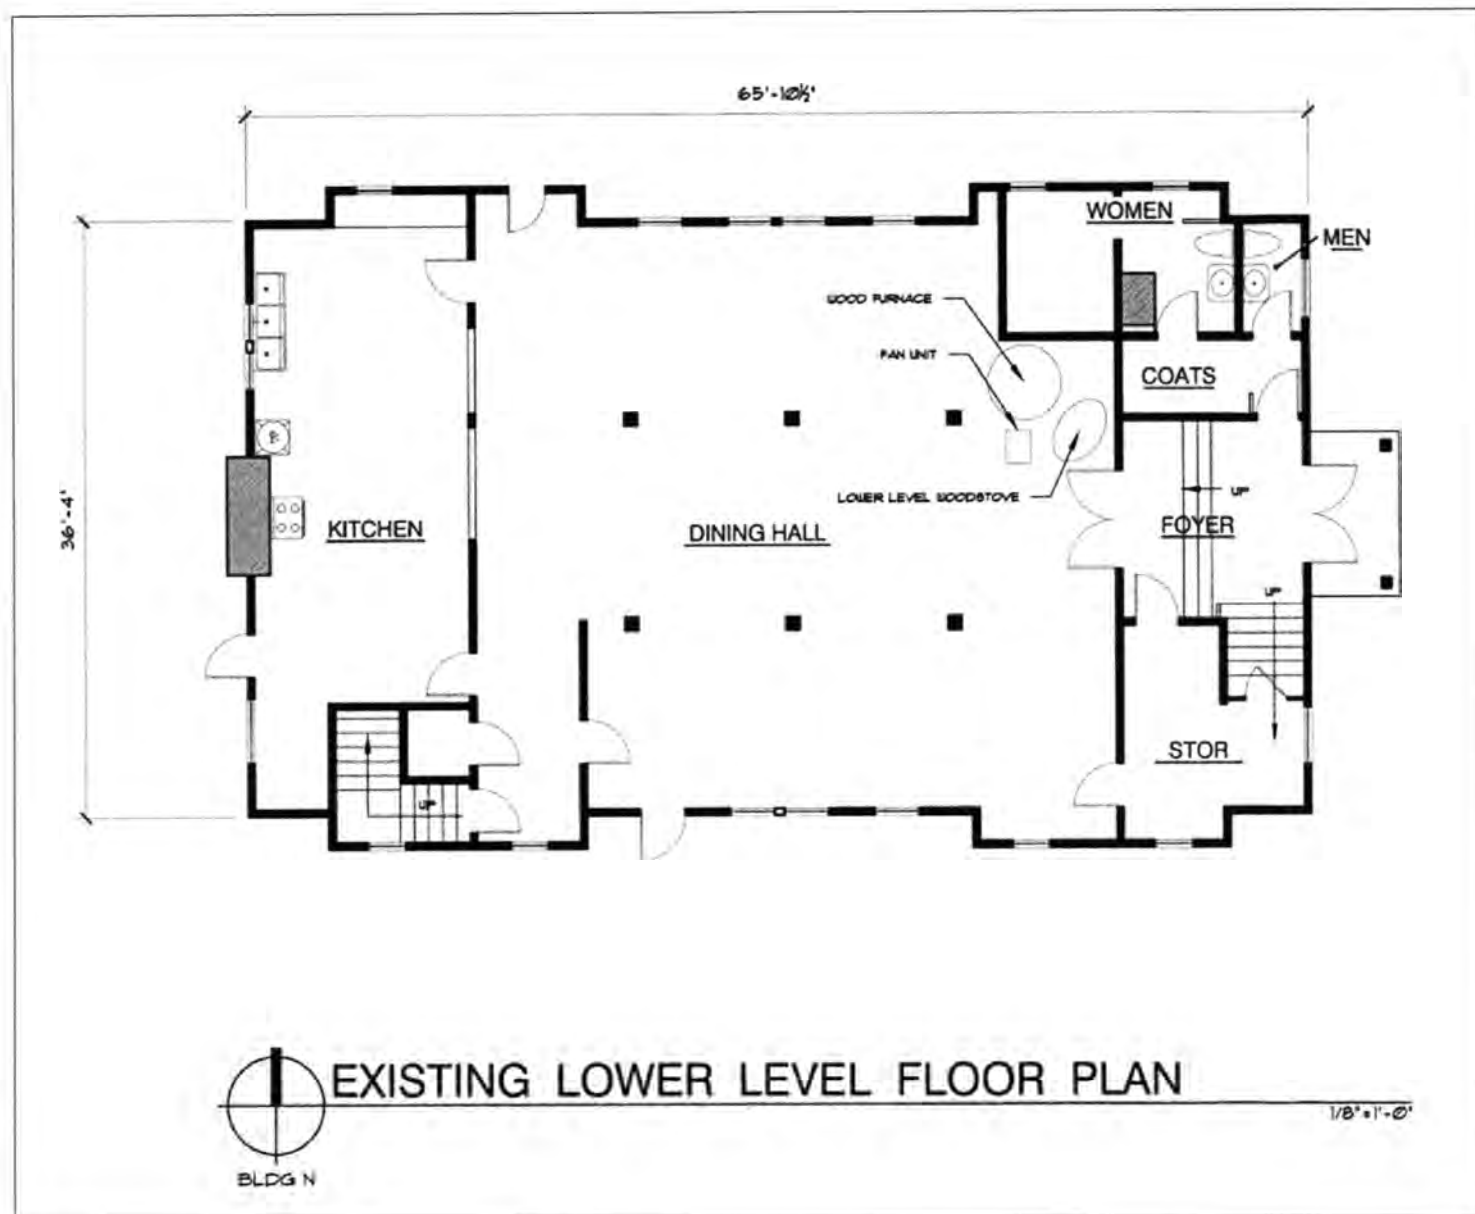 65'-10½"
WOMEN
MEN
WOOD FURNACE
FAN UNIT
COATS
36'-4"
LOWER LEVEL WOODSTOVE
UP
KITCHEN
DINING HALL
FOYER
UP
STOR
UP
EXISTING LOWER LEVEL FLOOR PLAN
1/8"=1'-0"
BLDG N